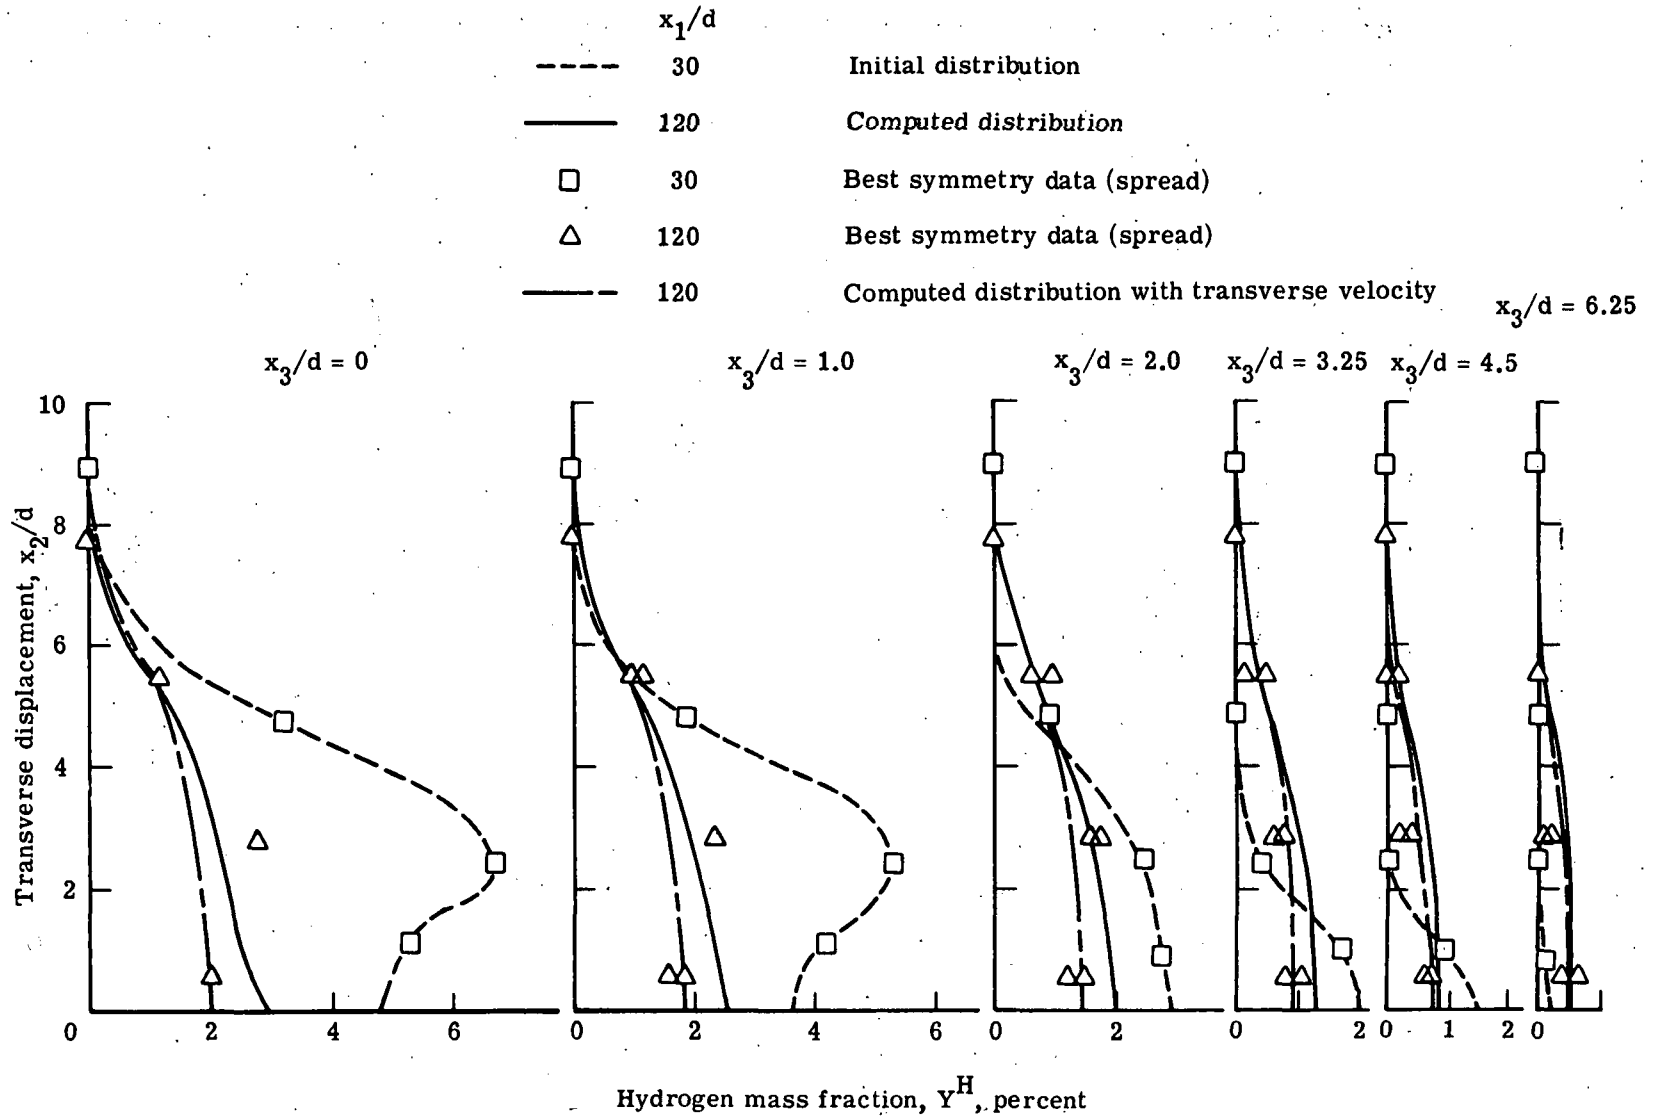 x1/d
30 Initial distribution
120 Computed distribution
30 Best symmetry data (spread)
120 Best symmetry data (spread)
120 Computed distribution with transverse velocity
x3/d = 0
x3/d = 1.0
x3/d = 2.0
x3/d = 3.25
x3/d = 4.5
x3/d = 6.25
Transverse displacement, x2/d
10
8
6
4
2
0 2 4 6
0 2 4 6
0 2
0 2
0 1 2
0
Hydrogen mass fraction, Y^H, percent